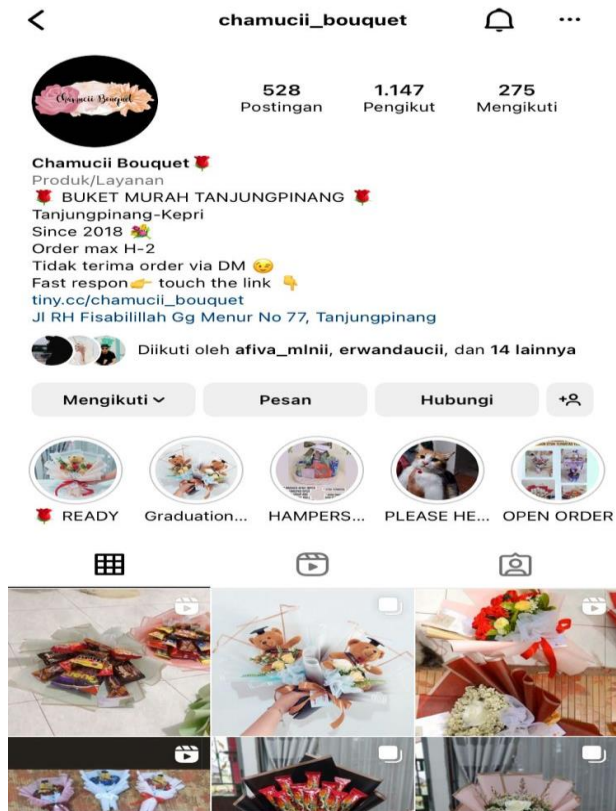 chamucii_bouquet
Chamucii Bouquet
528
Postingan
1.147
Pengikut
275
Mengikuti
Chamucii Bouquet🌹
Produk/Layanan
🌹 BUKET MURAH TANJUNGPINANG 🌹
Tanjungpinang-Kepri
Since 2018 💐
Order max H-2
Tidak terima order via DM 😉
Fast respon👉 touch the link 👇
tiny.cc/chamucii_bouquet
Jl RH Fisabilillah Gg Menur No 77, Tanjungpinang
Diikuti oleh afiva_mlnii, erwandaucii, dan 14 lainnya
Mengikuti
Pesan
Hubungi
🌹 READY
Graduation...
HAMPERS...
PLEASE HE...
OPEN ORDER